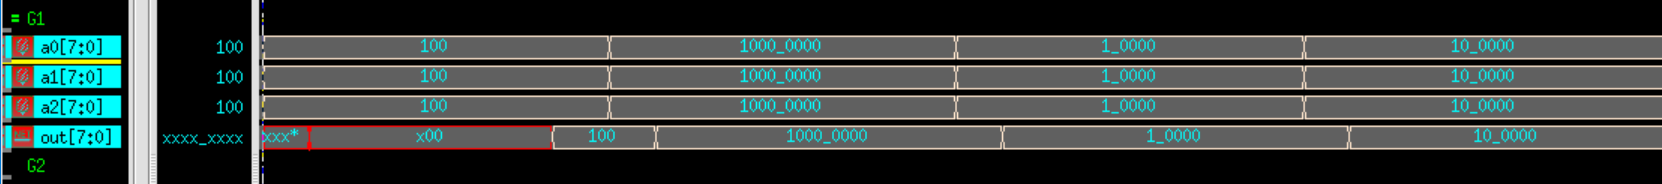 = G1
a0[7:0] 100 100 1000_0000 1_0000 10_0000
a1[7:0] 100 100 1000_0000 1_0000 10_0000
a2[7:0] 100 100 1000_0000 1_0000 10_0000
out[7:0] xxxx_xxxx xxx* x00 100 1000_0000 1_0000 10_0000
G2